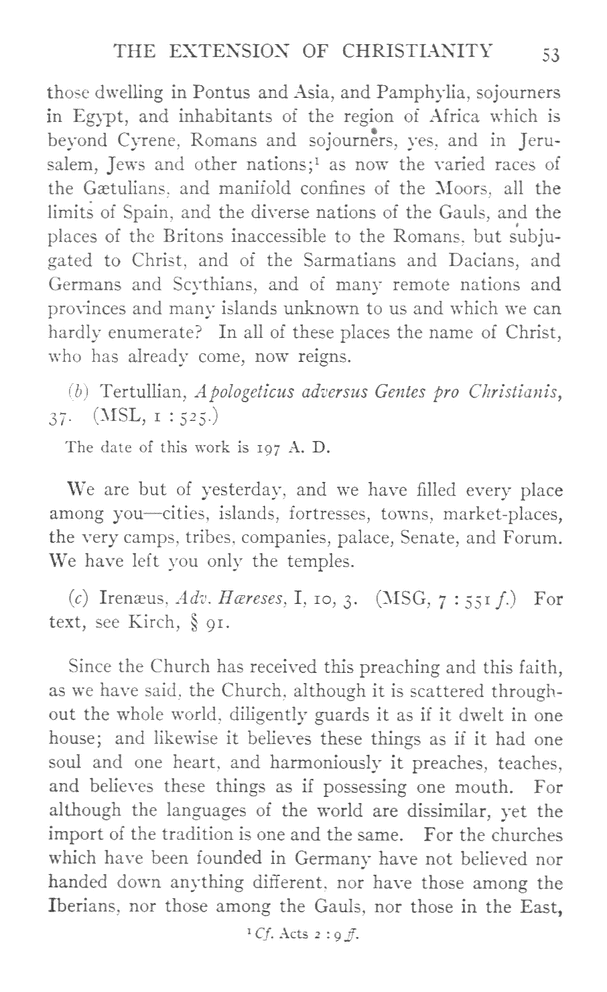 THE EXTENSION OF CHRISTIANITY 53
those dwelling in Pontus and Asia, and Pamphylia, sojourners
in Egypt, and inhabitants of the region of Africa which is
beyond Cyrene, Romans and sojourners, yes, and in Jeru-
salem, Jews and other nations;¹ as now the varied races of
the Gætulians, and manifold confines of the Moors, all the
limits of Spain, and the diverse nations of the Gauls, and the
places of the Britons inaccessible to the Romans, but subju-
gated to Christ, and of the Sarmatians and Dacians, and
Germans and Scythians, and of many remote nations and
provinces and many islands unknown to us and which we can
hardly enumerate? In all of these places the name of Christ,
who has already come, now reigns.
(b) Tertullian, Apologeticus adversus Gentes pro Christianis,
37. (MSL, 1 : 525.)
The date of this work is 197 A. D.
We are but of yesterday, and we have filled every place
among you—cities, islands, fortresses, towns, market-places,
the very camps, tribes, companies, palace, Senate, and Forum.
We have left you only the temples.
(c) Irenæus, Adv. Hæreses, I, 10, 3. (MSG, 7 : 551 f.) For
text, see Kirch, § 91.
Since the Church has received this preaching and this faith,
as we have said, the Church, although it is scattered through-
out the whole world, diligently guards it as if it dwelt in one
house; and likewise it believes these things as if it had one
soul and one heart, and harmoniously it preaches, teaches,
and believes these things as if possessing one mouth. For
although the languages of the world are dissimilar, yet the
import of the tradition is one and the same. For the churches
which have been founded in Germany have not believed nor
handed down anything different, nor have those among the
Iberians, nor those among the Gauls, nor those in the East,
¹ Cf. Acts 2 : 9 ff.